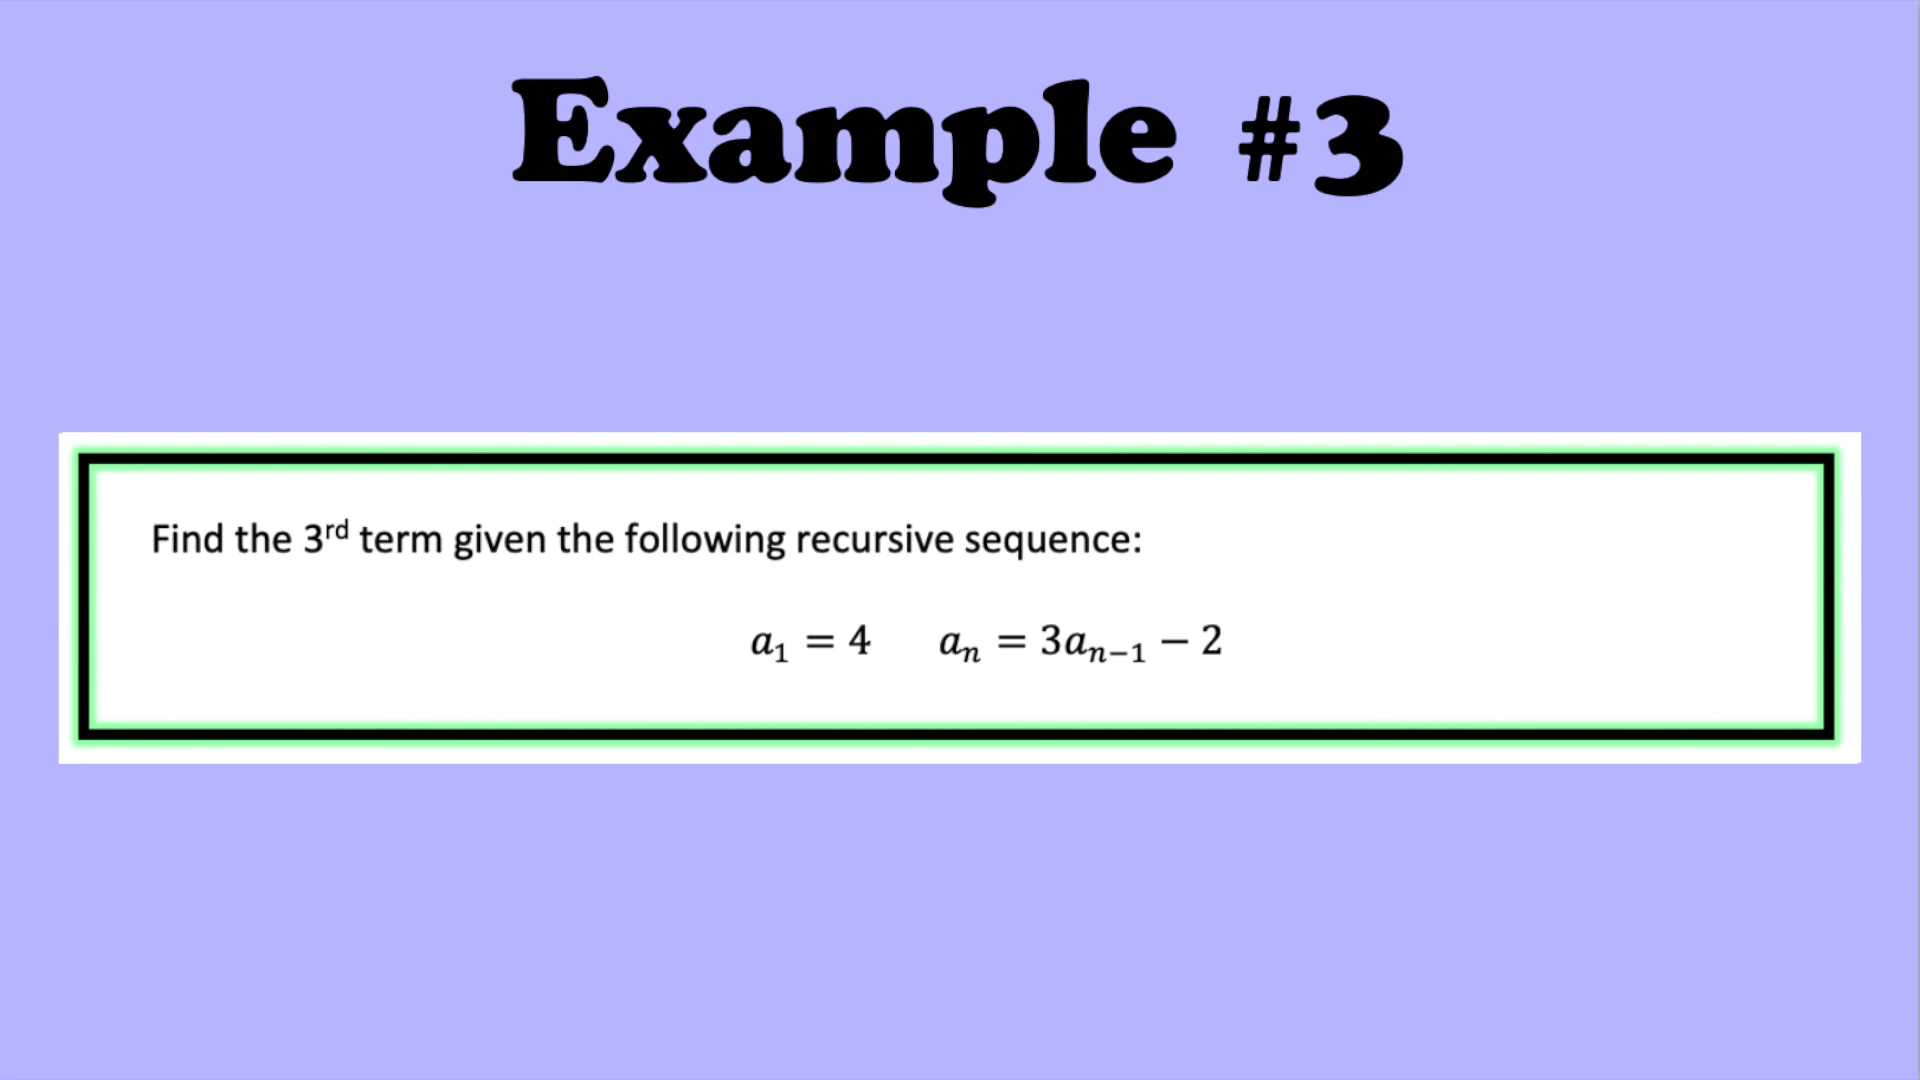 Example #3
Find the 3rd term given the following recursive sequence:
a₁ = 4 aₙ = 3aₙ₋₁ − 2